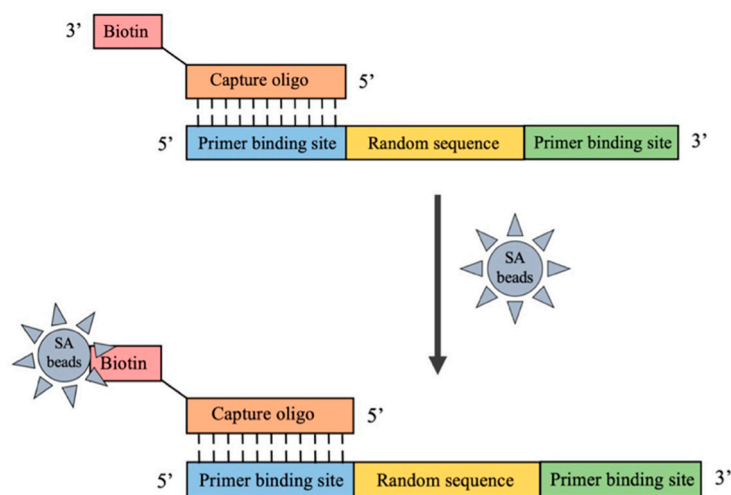 3’ Biotin
Capture oligo 5’
5’ Primer binding site Random sequence Primer binding site 3’
SA
beads
SA
beads Biotin
Capture oligo 5’
5’ Primer binding site Random sequence Primer binding site 3’